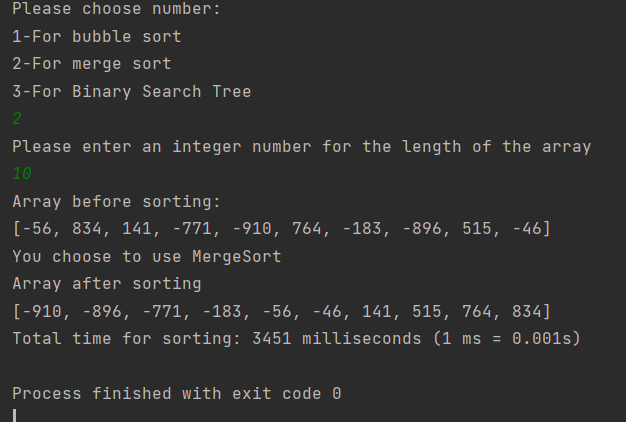 Please choose number:
1-For bubble sort
2-For merge sort
3-For Binary Search Tree
2
Please enter an integer number for the length of the array
10
Array before sorting:
[-56, 834, 141, -771, -910, 764, -183, -896, 515, -46]
You choose to use MergeSort
Array after sorting
[-910, -896, -771, -183, -56, -46, 141, 515, 764, 834]
Total time for sorting: 3451 milliseconds (1 ms = 0.001s)
Process finished with exit code 0